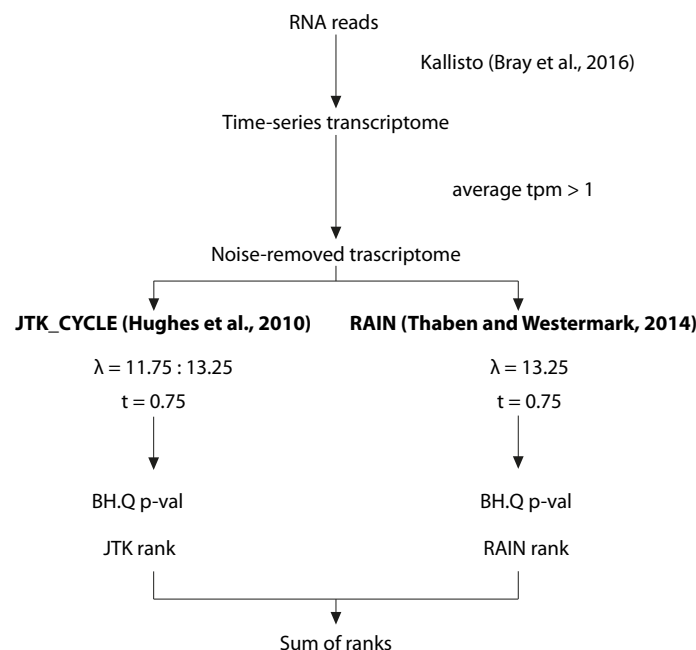 RNA reads
Kallisto (Bray et al., 2016)
Time-series transcriptome
average tpm > 1
Noise-removed trascriptome
JTK_CYCLE (Hughes et al., 2010)
RAIN (Thaben and Westermark, 2014)
λ = 11.75 : 13.25
λ = 13.25
t = 0.75
t = 0.75
BH.Q p-val
BH.Q p-val
JTK rank
RAIN rank
Sum of ranks